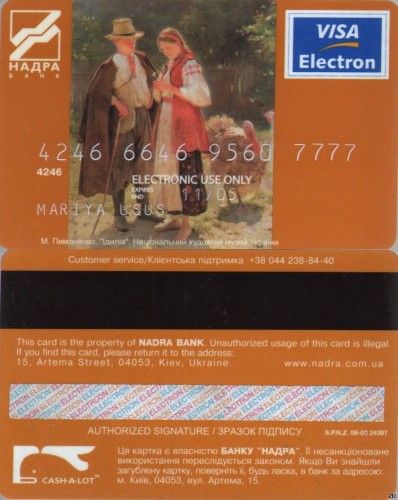 НАДРА
БАНК
VISA
Electron
4246 6646 9560 7777
4246
ELECTRONIC USE ONLY
EXPIRES
END 11/05
MARIYA USUS
М. Пимоненко, "Ідилія". Національний художній музей України
Customer service/Клієнтська підтримка +38 044 238-84-40
This card is the property of NADRA BANK. Unauthorized usage of this card is illegal.
If you find this card, please return it to the address:
15, Artema Street, 04053, Kiev, Ukraine. www.nadra.com.ua
AUTHORIZED SIGNATURE / ЗРАЗОК ПІДПИСУ
CASH-A-LOT™
Ця картка є власністю БАНКУ "НАДРА". Її несанкціоноване
використання переслідується законом. Якщо Ви знайшли
загублену картку, поверніть її, будь ласка, в банк за адресою:
м. Київ, 04053, вул. Артема, 15.